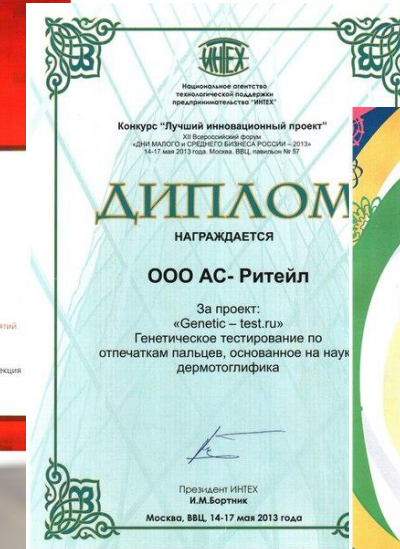 ИНТЕХ
Национальное агентство
технологической поддержки
предпринимательства "ИНТЕХ"
Конкурс "Лучший инновационный проект"
XII Всероссийский форум
«ДНИ МАЛОГО и СРЕДНЕГО БИЗНЕСА РОССИИ – 2013»
14-17 мая 2013 года. Москва. ВВЦ, павильон № 57
ДИПЛОМ
НАГРАЖДАЕТСЯ
ООО АС- Ритейл
За проект:
«Genetic – test.ru»
Генетическое тестирование по
отпечаткам пальцев, основанное на наук
дермотоглифика
Президент ИНТЕХ
И.М.Бортник
Москва, ВВЦ, 14-17 мая 2013 года
ятий
екция